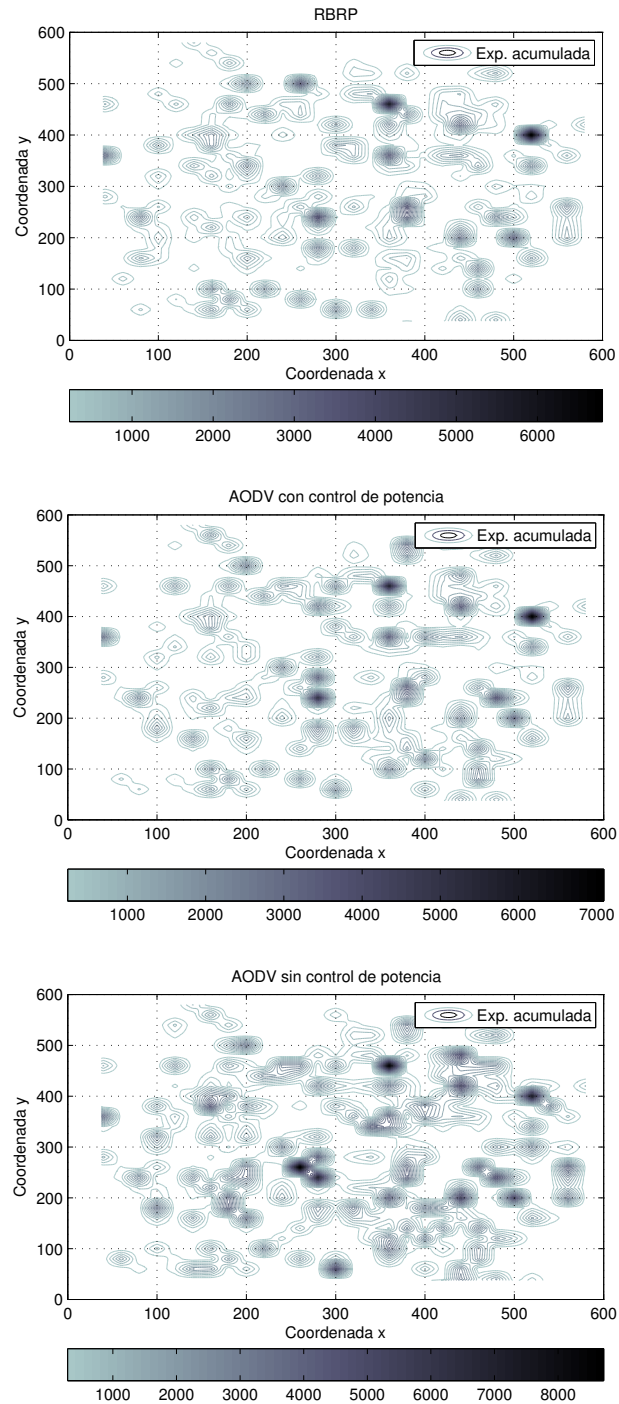 RBRP
600
Exp. acumulada
500
400
Coordenada y
300
200
100
0
0 100 200 300 400 500 600
Coordenada x
1000 2000 3000 4000 5000 6000
AODV con control de potencia
600
Exp. acumulada
500
400
Coordenada y
300
200
100
0
0 100 200 300 400 500 600
Coordenada x
1000 2000 3000 4000 5000 6000 7000
AODV sin control de potencia
600
Exp. acumulada
500
400
Coordenada y
300
200
100
0
0 100 200 300 400 500 600
Coordenada x
1000 2000 3000 4000 5000 6000 7000 8000